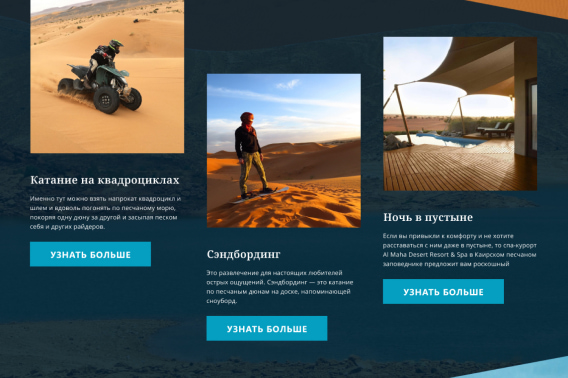 Катание на квадроциклах
Именно тут можно взять напрокат квадроцикл и
шлем и вдоволь погонять по песчаному морю,
покоряя одну дюну за другой и засыпая песком
себя и других райдеров.
УЗНАТЬ БОЛЬШЕ
Сэндбординг
Это развлечение для настоящих любителей
острых ощущений. Сэндбординг — это катание
по песчаным дюнам на доске, напоминающей
сноуборд.
УЗНАТЬ БОЛЬШЕ
Ночь в пустыне
Если вы привыкли к комфорту и не хотите
расставаться с ним даже в пустыне, то спа-курорт
Al Maha Desert Resort & Spa в Каирском песчаном
заповеднике предложит вам роскошный
УЗНАТЬ БОЛЬШЕ